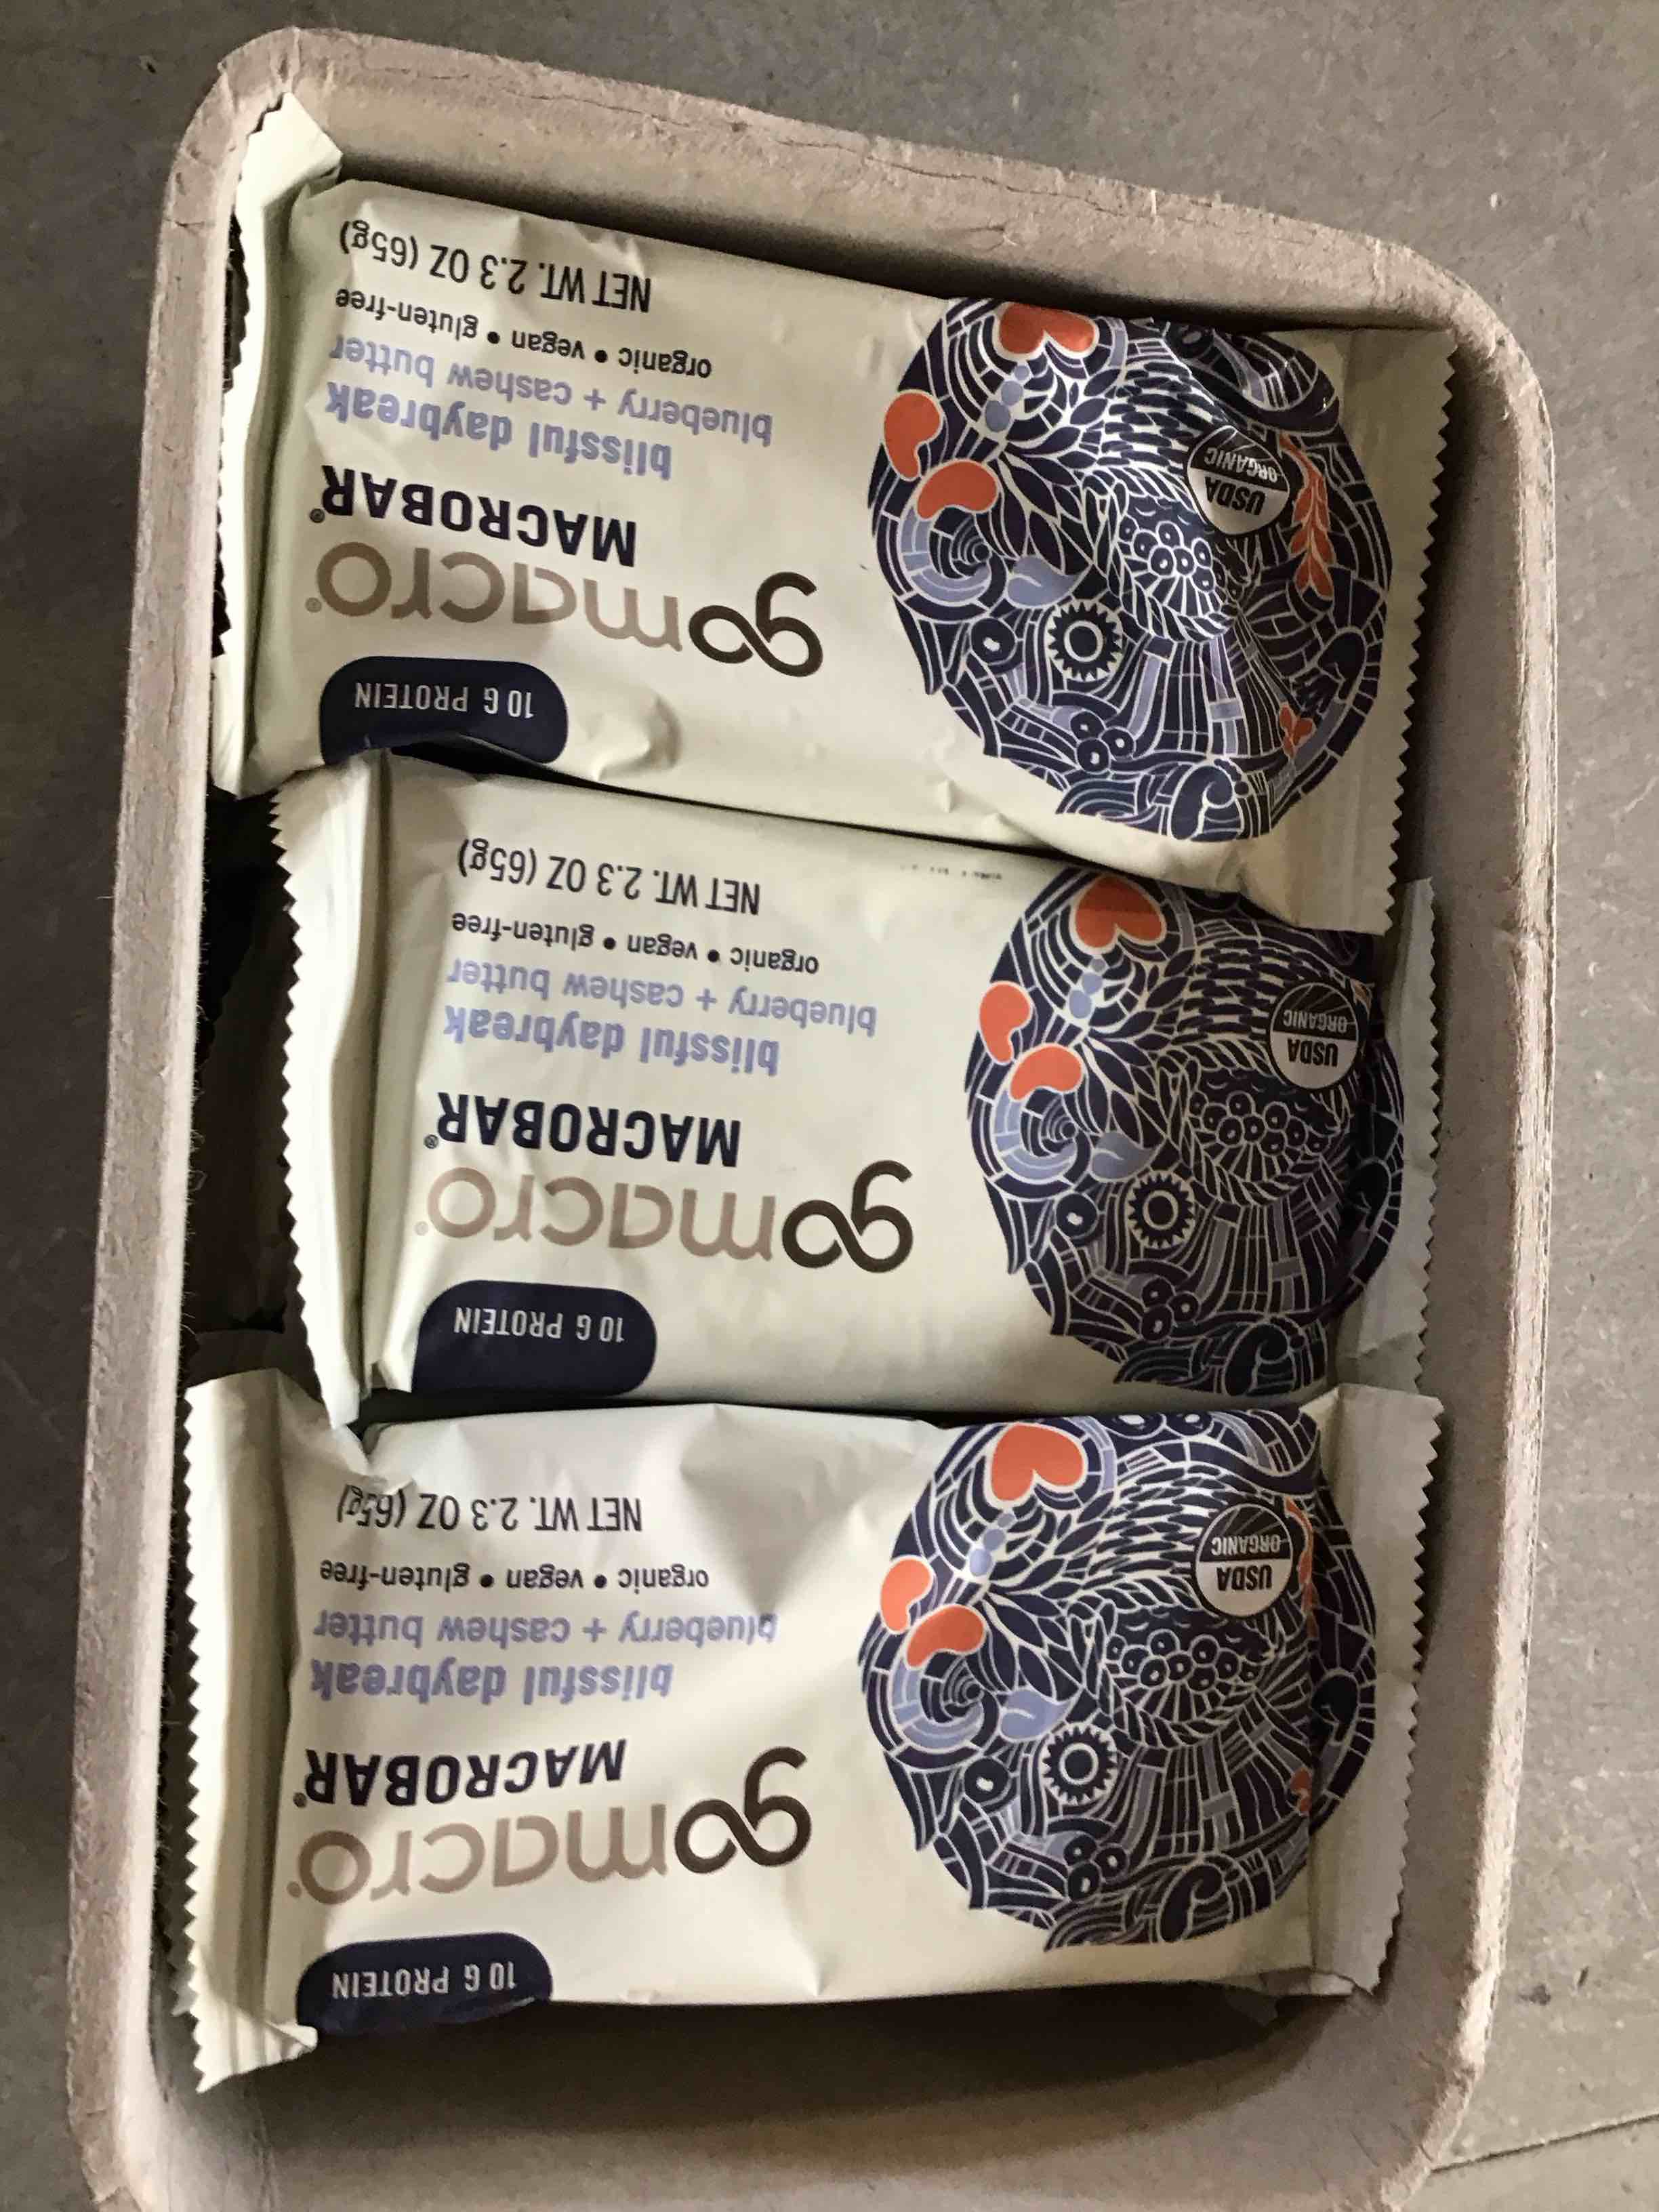 10 G PROTEIN
gomacro®
MACROBAR®
blissful daybreak
blueberry + cashew butter
organic • vegan • gluten-free
NET WT. 2.3 OZ (65g)
USDA
ORGANIC
10 G PROTEIN
gomacro®
MACROBAR®
blissful daybreak
blueberry + cashew butter
organic • vegan • gluten-free
NET WT. 2.3 OZ (65g)
USDA
ORGANIC
10 G PROTEIN
gomacro®
MACROBAR®
blissful daybreak
blueberry + cashew butter
organic • vegan • gluten-free
NET WT. 2.3 OZ (65g)
USDA
ORGANIC